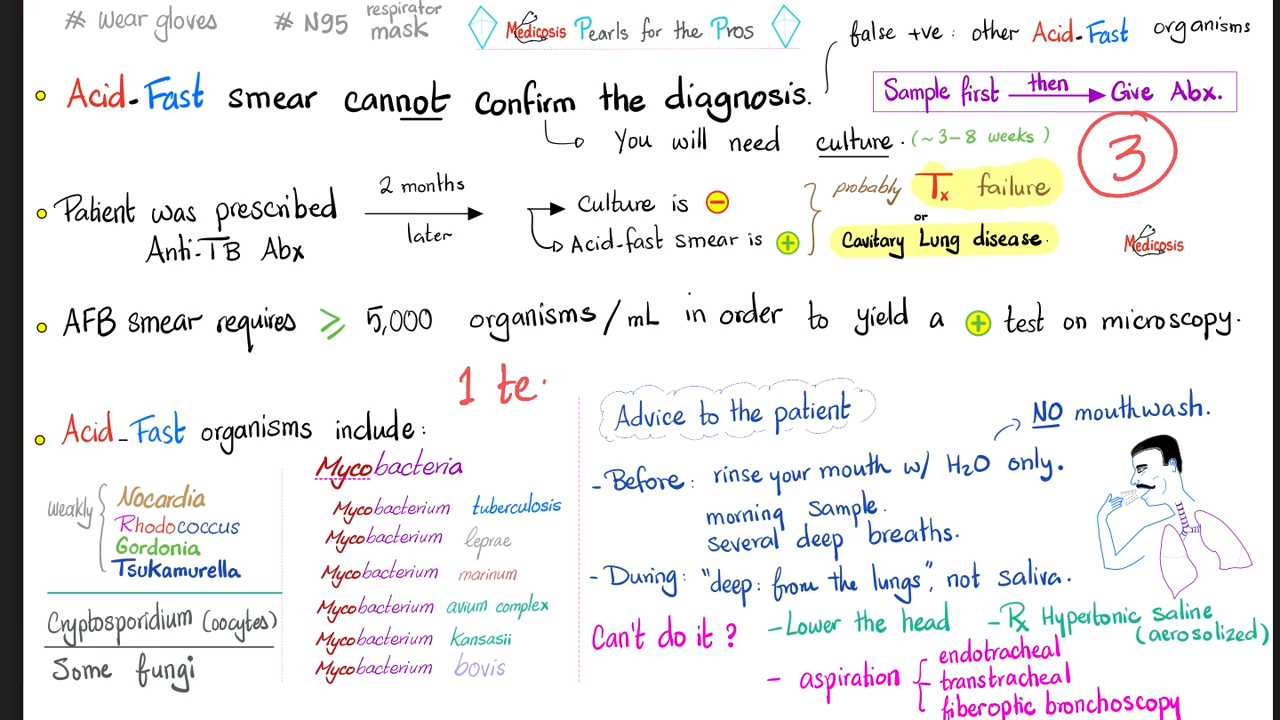 # Wear gloves # N95 respirator mask
Medicosis Pearls for the Pros
false +ve: other Acid-Fast organisms
• Acid-Fast smear cannot confirm the diagnosis.
Sample first then Give Abx.
You will need culture. (~3-8 weeks)
3
• Patient was prescribed Anti-TB Abx
2 months later
Culture is −
Acid-fast smear is +
probably Tx failure
or
Cavitary Lung disease.
Medicosis
• AFB smear requires ≥ 5,000 organisms/mL in order to yield a + test on microscopy.
1 te.
• Acid-Fast organisms include:
weakly
Nocardia
Rhodococcus
Gordonia
Tsukamurella
Cryptosporidium (oocytes)
Some fungi
Mycobacteria
Mycobacterium tuberculosis
Mycobacterium leprae
Mycobacterium marinum
Mycobacterium avium complex
Mycobacterium Kansasii
Mycobacterium bovis
Advice to the patient
NO mouthwash.
- Before: rinse your mouth w/ H2O only.
morning sample.
several deep breaths.
- During: "deep: from the lungs", not saliva.
Can't do it?
- Lower the head
- Rx Hypertonic saline (aerosolized)
- aspiration
endotracheal
transtracheal
fiberoptic bronchoscopy